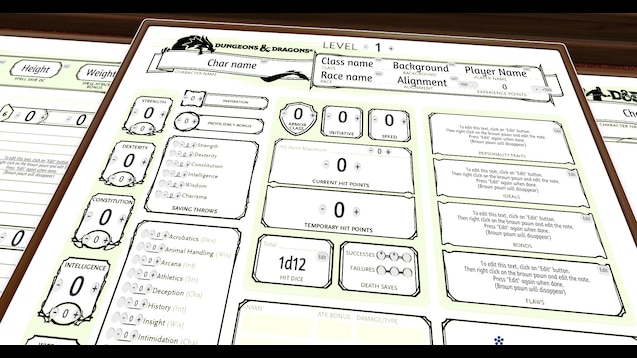 DUNGEONS & DRAGONS
LEVEL - 1 +
Char name
CHARACTER NAME
Class name
Background
Player Name
CLASS
BACKGROUND
PLAYER NAME
Race name
Alignment
0
RACE
ALIGNMENT
EXPERIENCE POINTS
Height
Weight
STRENGTH
0
- 0 +
DEXTERITY
0
- 0 +
CONSTITUTION
0
- 0 +
INTELLIGENCE
0
- 0 +
- 0 + INSPIRATION
- 0 + PROFICIENCY BONUS
- 0 + Strength
- 0 + Dexterity
- 0 + Constitution
- 0 + Intelligence
- 0 + Wisdom
- 0 + Charisma
SAVING THROWS
- 0 + Acrobatics (Dex)
- 0 + Animal Handling (Wis)
- 0 + Arcana (Int)
- 0 + Athletics (Str)
- 0 + Deception (Cha)
- 0 + History (Int)
- 0 + Insight (Wis)
- 0 + Intimidation (Cha)
0
ARMOR
CLASS
0
INITIATIVE
0
SPEED
Hit Point Maximum - 0 +
- 0 +
CURRENT HIT POINTS
- 0 +
TEMPORARY HIT POINTS
Total
Edit
1d12
HIT DICE
SUCCESSES
FAILURES
DEATH SAVES
NAME
ATK BONUS
DAMAGE/TYPE
To edit this text, click on "Edit" button.
Then right click on the brown pawn and edit the note.
Press "Edit" again when done.
(Brown pawn will disappear)
PERSONALITY TRAITS
To edit this text, click on "Edit" button.
Then right click on the brown pawn and edit the note.
Press "Edit" again when done.
(Brown pawn will disappear)
IDEALS
To edit this text, click on "Edit" button.
Then right click on the brown pawn and edit the note.
Press "Edit" again when done.
(Brown pawn will disappear)
BONDS
To edit this text, click on "Edit" button.
Then right click on the brown pawn and edit the note.
Press "Edit" again when done.
(Brown pawn will disappear)
FLAWS